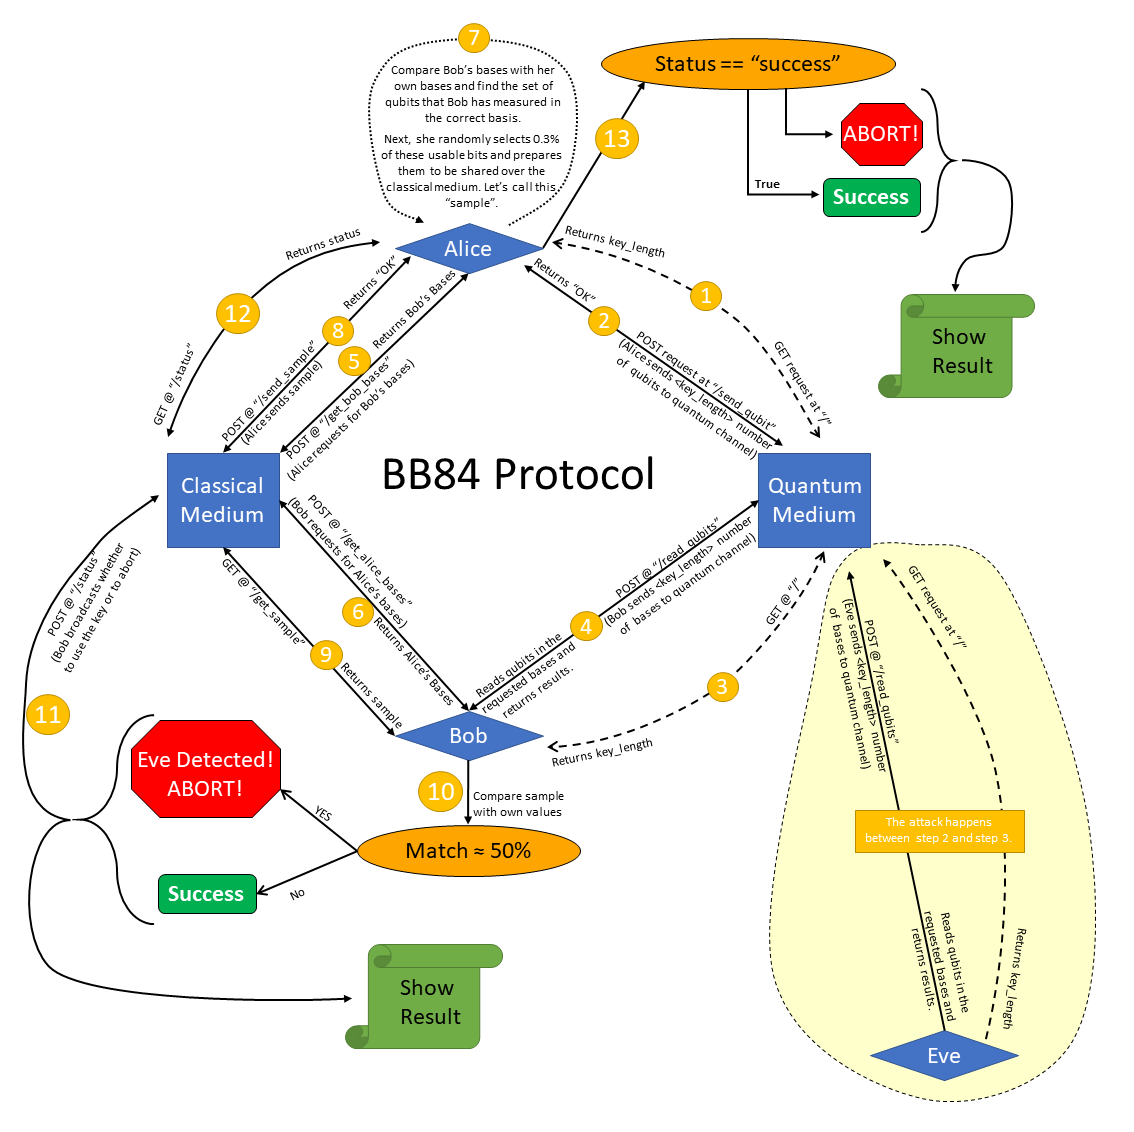 7
Compare Bob's bases with her
own bases and find the set of
qubits that Bob has measured in
the correct basis.
Next, she randomly selects 0.3%
of these usable bits and prepares
them to be shared over the
classical medium. Let's call this
"sample".
Status == "success"
13
ABORT!
True
Success
Show
Result
Alice
Returns status
12
GET @ "/status"
Returns "OK"
8
POST @ "/send_sample"
(Alice sends sample)
Returns Bob's Bases
5
POST @ "/get_bob_bases"
(Alice requests for Bob's bases)
Returns key_length
1
GET request at "/"
Returns "OK"
2
POST request at "/send_qubit"
(Alice sends <key_length> number
of qubits to quantum channel)
BB84 Protocol
Classical
Medium
Quantum
Medium
POST @ "/get_alice_bases"
(Bob requests for Alice's bases)
6
Returns Alice's Bases
GET @ "/get_sample"
9
Returns sample
POST @ "/read_qubits"
(Bob sends <key_length> number
of bases to quantum channel)
4
Reads qubits in the
requested bases and
returns results.
GET @ "/"
3
Returns key_length
POST @ "/status"
(Bob broadcasts whether
to use the key or to abort)
11
Bob
10
Compare sample
with own values
Match ≈ 50%
YES
No
Eve Detected!
ABORT!
Success
Show
Result
GET request at "/"
POST @ "/read_qubits"
(Eve sends <key_length> number
of bases to quantum channel)
The attack happens
between step 2 and step 3.
Reads qubits in the
requested bases and
returns results.
Returns key_length
Eve